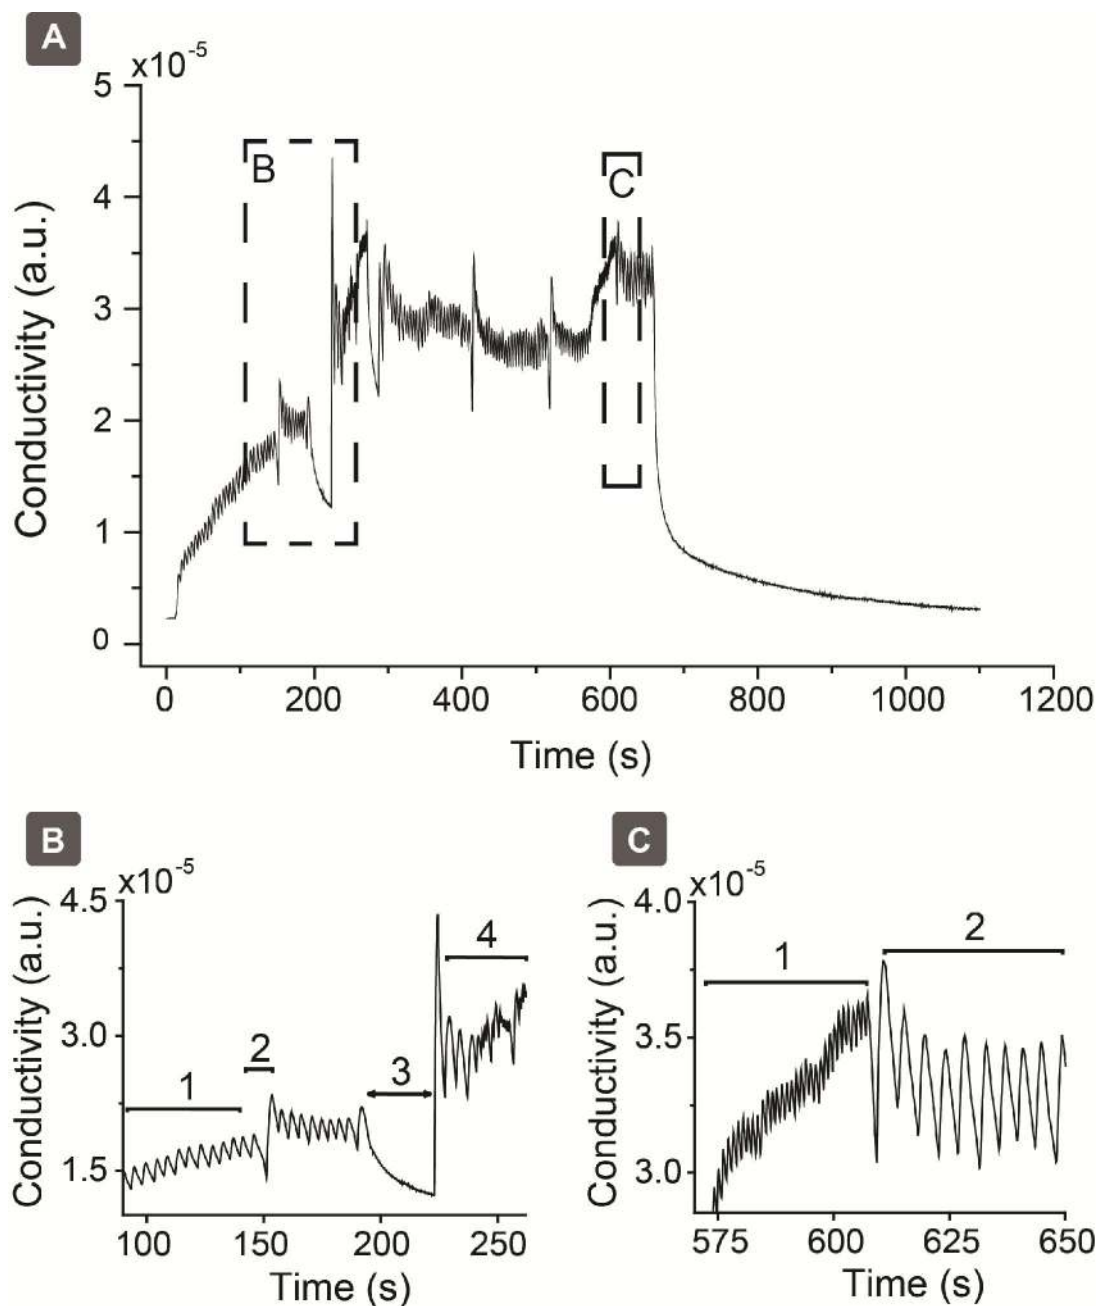 A
x10-5
5
4
3
2
1
0
Conductivity (a.u.)
B
C
0 200 400 600 800 1000 1200
Time (s)
B
x10-5
4.5
3.0
1.5
Conductivity (a.u.)
1 2 3 4
100 150 200 250
Time (s)
C
x10-5
4.0
3.5
3.0
Conductivity (a.u.)
1 2
575 600 625 650
Time (s)